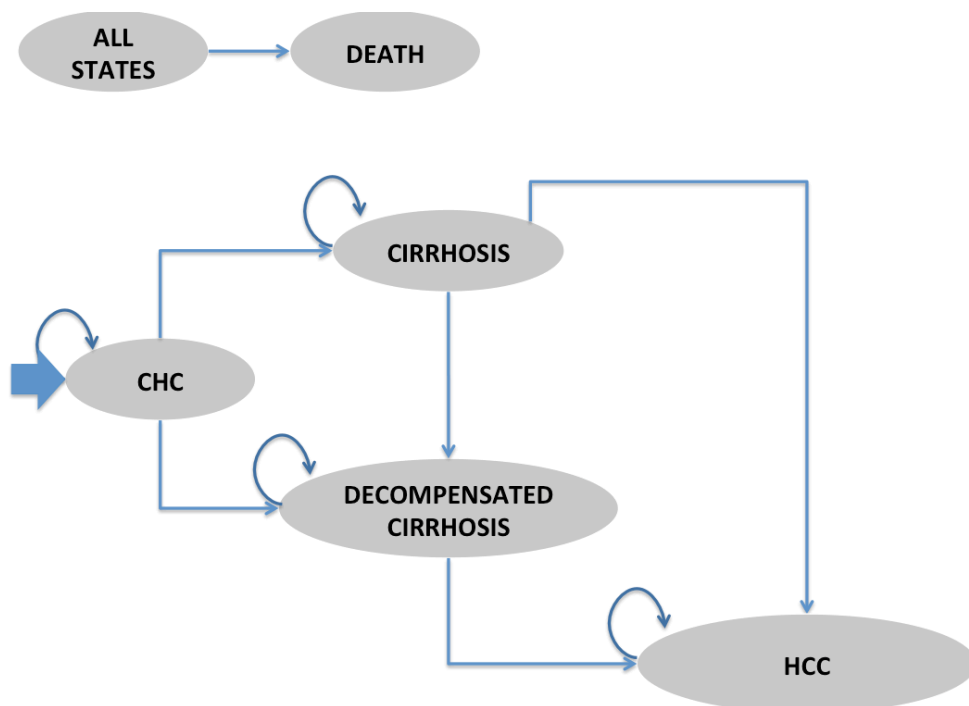 ALL
STATES
DEATH
CIRRHOSIS
CHC
DECOMPENSATED
CIRRHOSIS
HCC